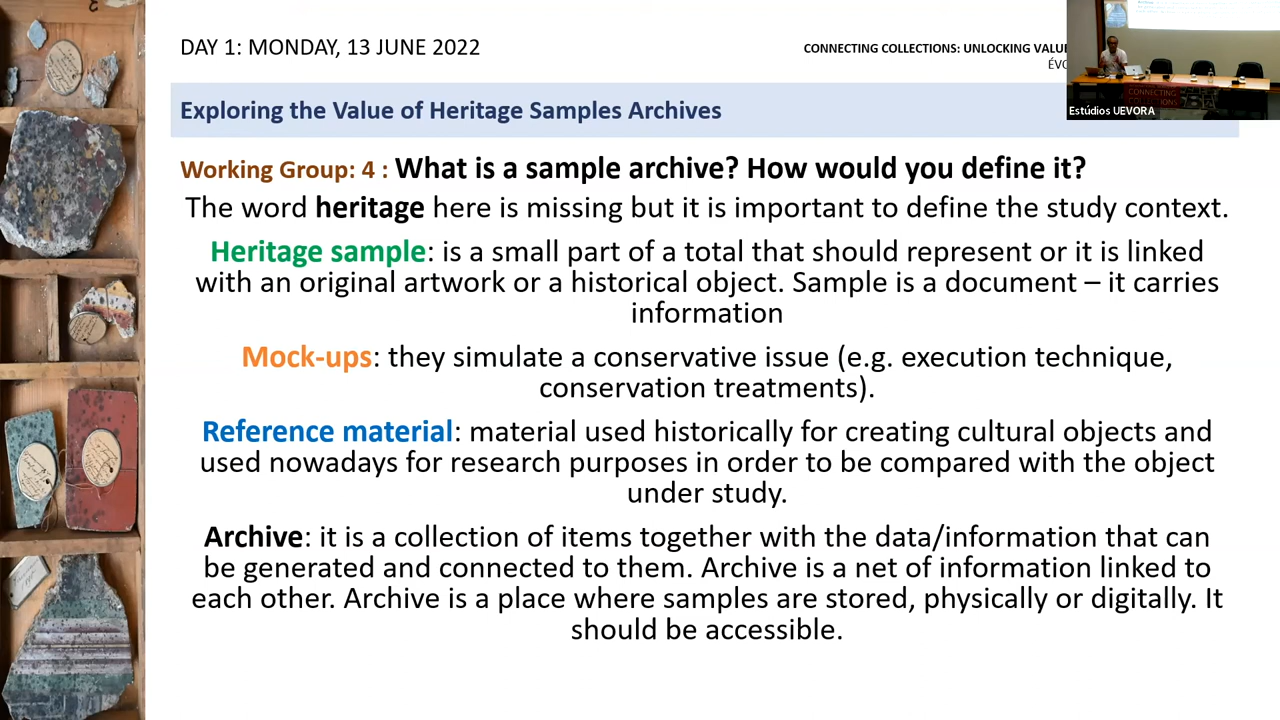 DAY 1: MONDAY, 13 JUNE 2022
CONNECTING COLLECTIONS: UNLOCKING
Estúdios UEVORA
Exploring the Value of Heritage Samples Archives
Working Group: 4 : What is a sample archive? How would you define it?
The word heritage here is missing but it is important to define the study context.
Heritage sample: is a small part of a total that should represent or it is linked
with an original artwork or a historical object. Sample is a document – it carries
information
Mock-ups: they simulate a conservative issue (e.g. execution technique,
conservation treatments).
Reference material: material used historically for creating cultural objects and
used nowadays for research purposes in order to be compared with the object
under study.
Archive: it is a collection of items together with the data/information that can
be generated and connected to them. Archive is a net of information linked to
each other. Archive is a place where samples are stored, physically or digitally. It
should be accessible.